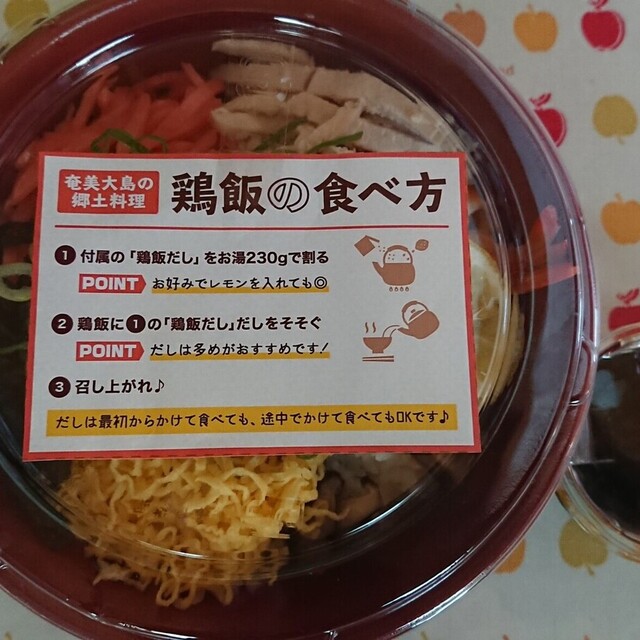 奄美大島の
郷土料理
鶏飯の食べ方
1 付属の「鶏飯だし」をお湯230gで割る
POINT お好みでレモンを入れても◎
2 鶏飯に❶の「鶏飯だし」だしをそそぐ
POINT だしは多めがおすすめです!
3 召し上がれ♪
だしは最初からかけて食べても、途中でかけて食べてもOKです♪